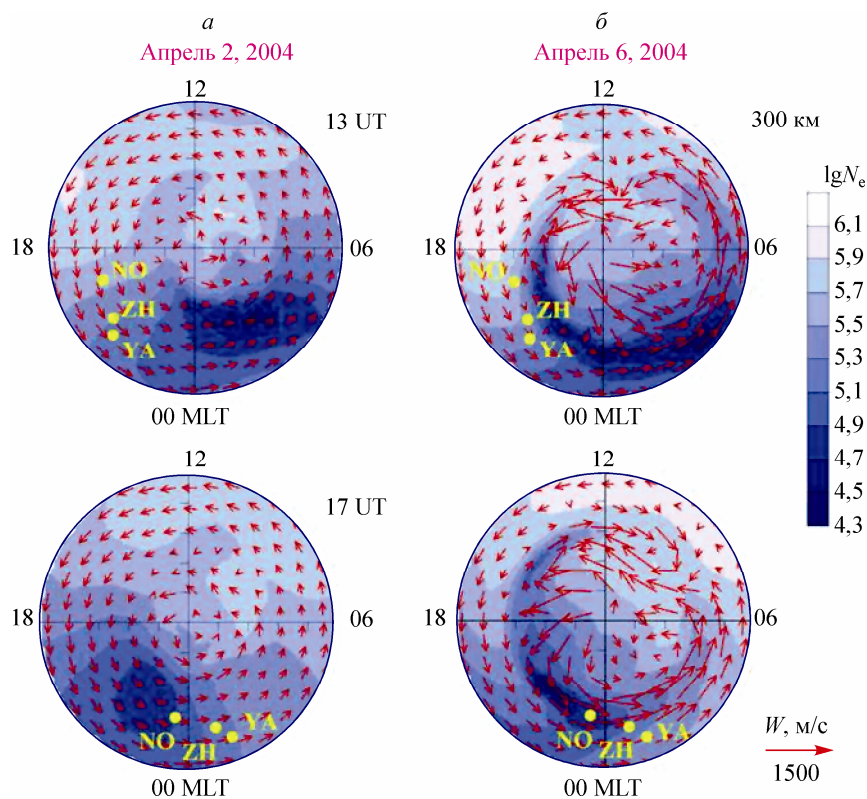 а
Апрель 2, 2004
б
Апрель 6, 2004
12
13 UT
12
300 км
lgNe
18
06
18
06
NO
ZH
YA
NO
ZH
YA
00 MLT
00 MLT
6,1
5,9
5,7
5,5
5,3
5,1
4,9
4,7
4,5
4,3
12
17 UT
12
18
06
18
06
NO
ZH
YA
NO
ZH
YA
00 MLT
00 MLT
W, м/с
1500